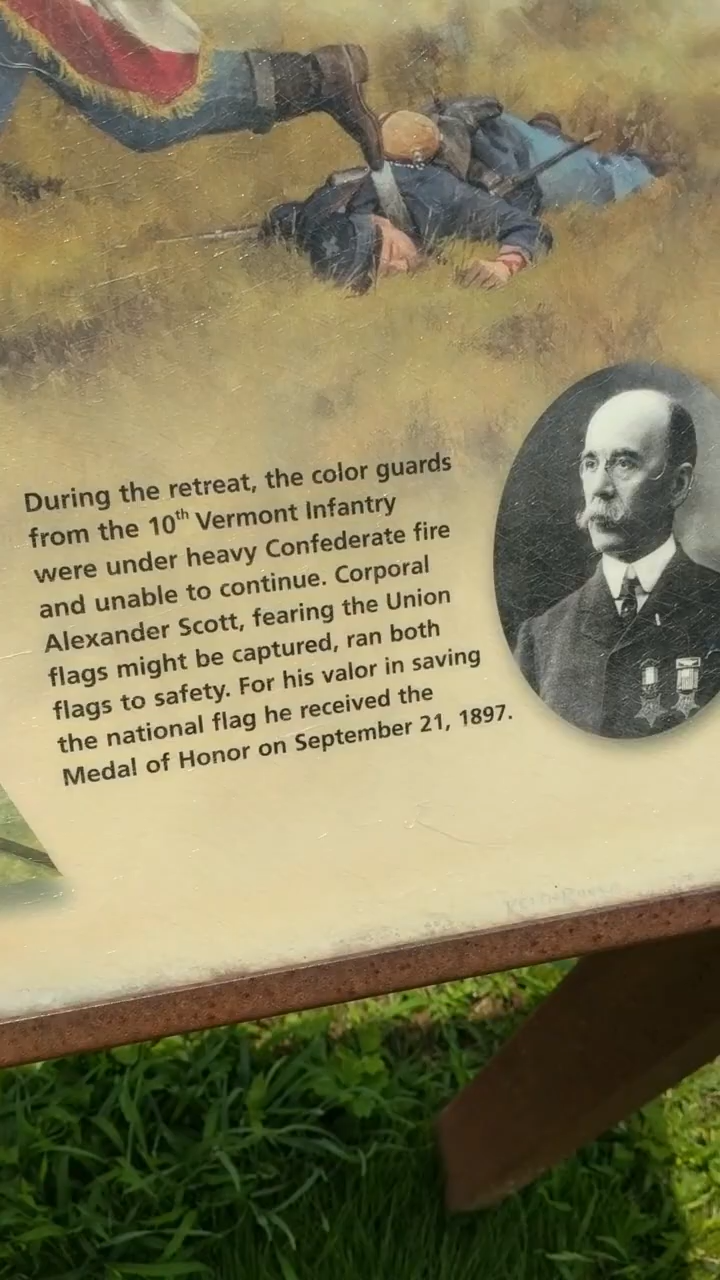 During the retreat, the color guards
from the 10th Vermont Infantry
were under heavy Confederate fire
and unable to continue. Corporal
Alexander Scott, fearing the Union
flags might be captured, ran both
flags to safety. For his valor in saving
the national flag he received the
Medal of Honor on September 21, 1897.